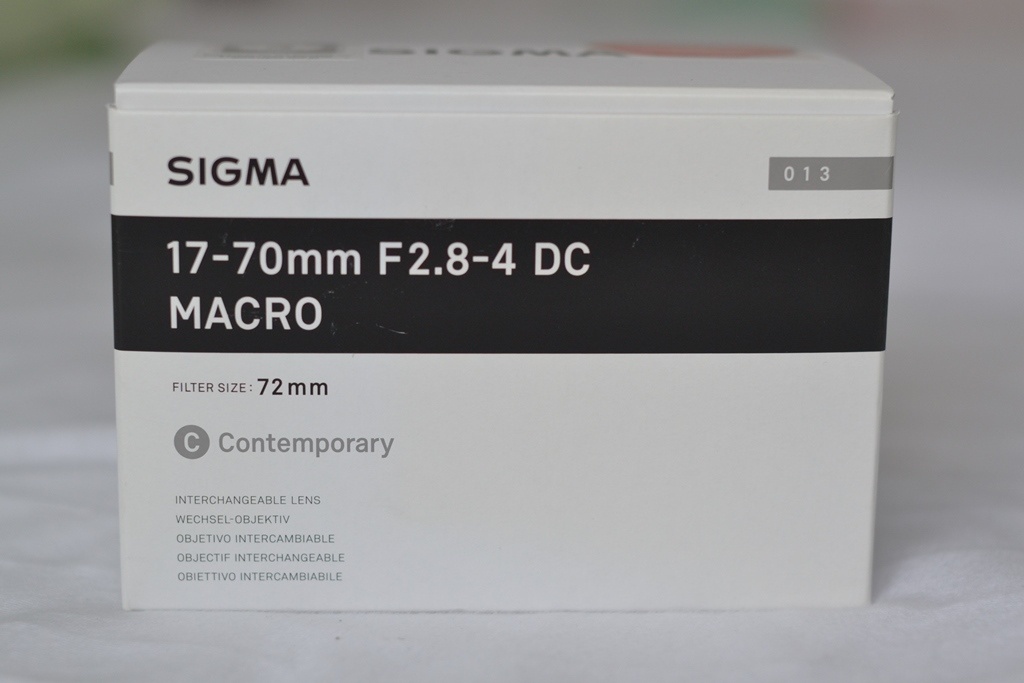 SIGMA
SIGMA
013
17-70mm F2.8-4 DC
MACRO
FILTER SIZE: 72mm
C Contemporary
INTERCHANGEABLE LENS
WECHSEL-OBJEKTIV
OBJETIVO INTERCAMBIABLE
OBJECTIF INTERCHANGEABLE
OBIETTIVO INTERCAMBIABILE